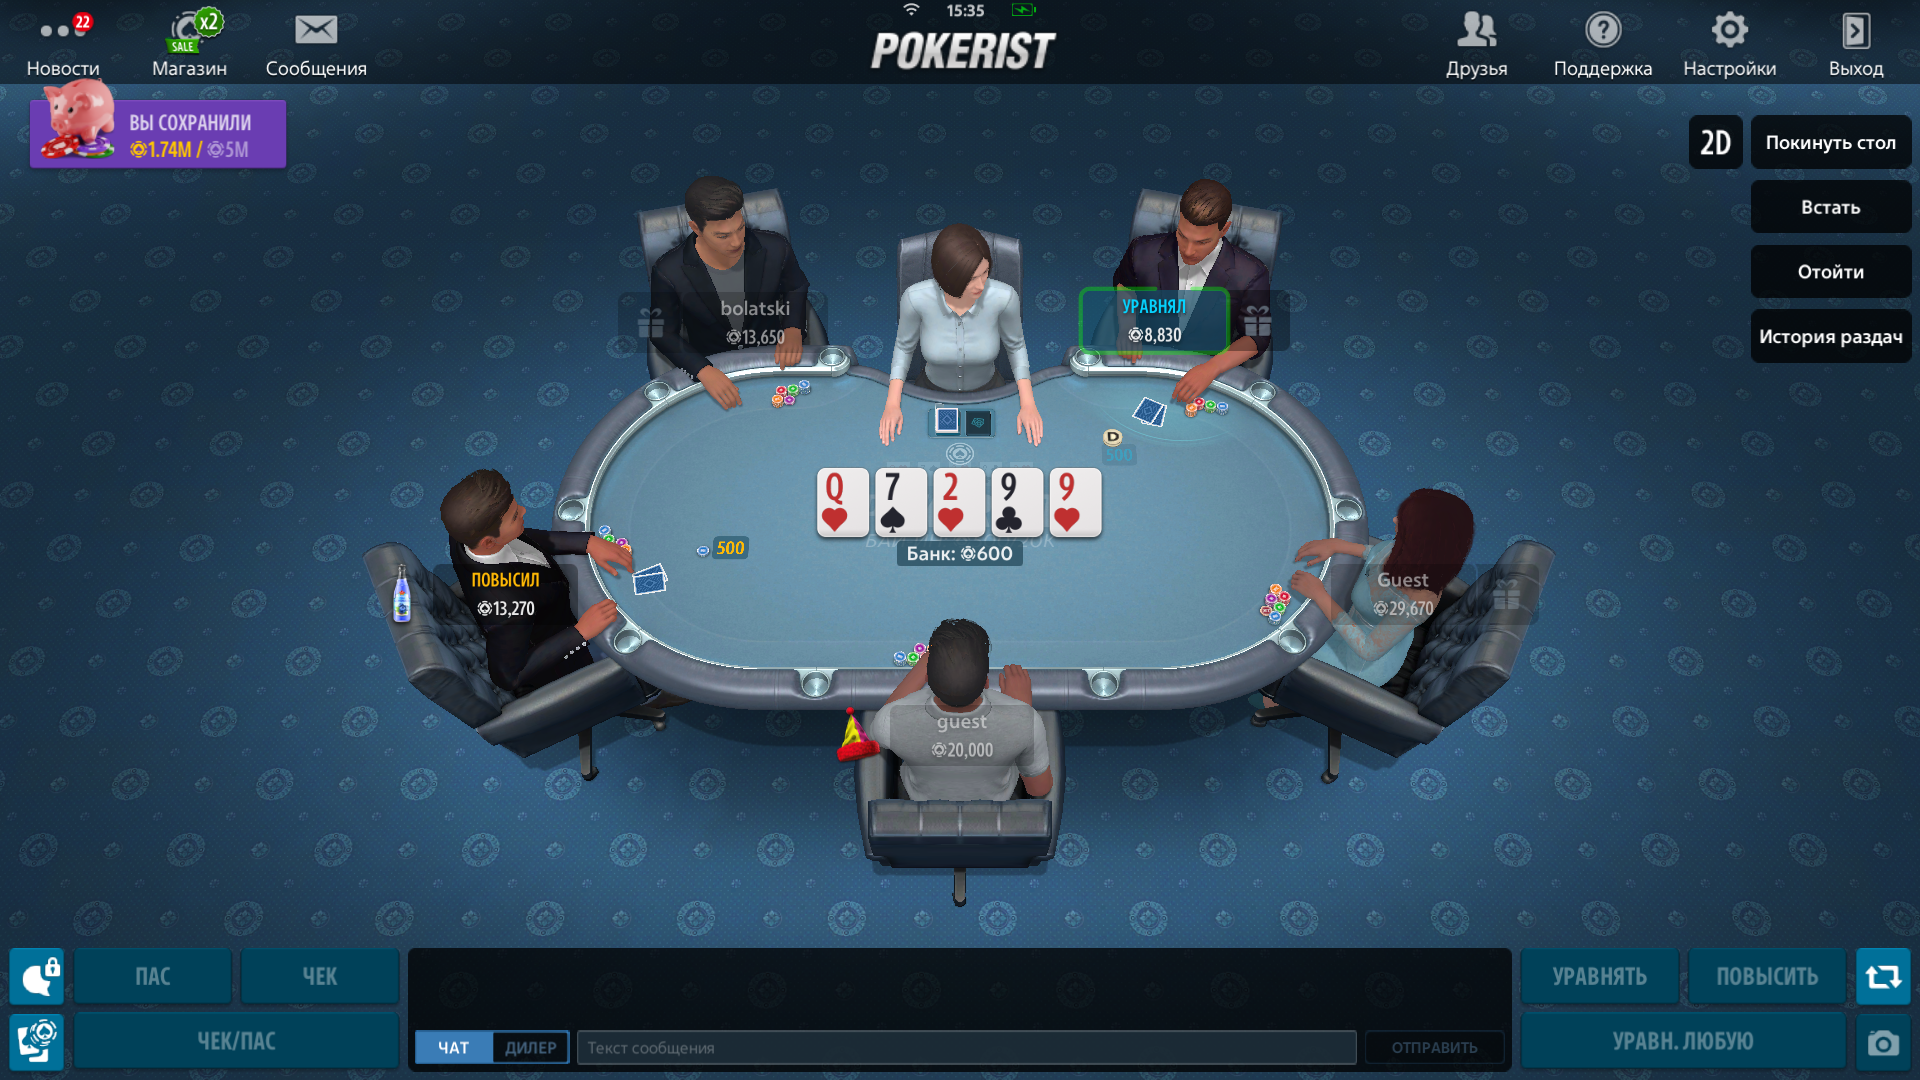 22
Новости
SALE x2
Магазин
Сообщения
15:35
POKERIST
Друзья
Поддержка
Настройки
Выход
ВЫ СОХРАНИЛИ
1.74M / 5M
2D
Покинуть стол
Встать
Отойти
История раздач
bolatski
13,650
УРАВНЯЛ
8,830
D
500
Q 7 2 9 9
Банк: 600
500
ПОВЫСИЛ
13,270
Guest
29,670
guest
20,000
ПАС
ЧЕК
ЧЕК/ПАС
ЧАТ
ДИЛЕР
Текст сообщения
ОТПРАВИТЬ
УРАВНЯТЬ
ПОВЫСИТЬ
УРАВН. ЛЮБУЮ